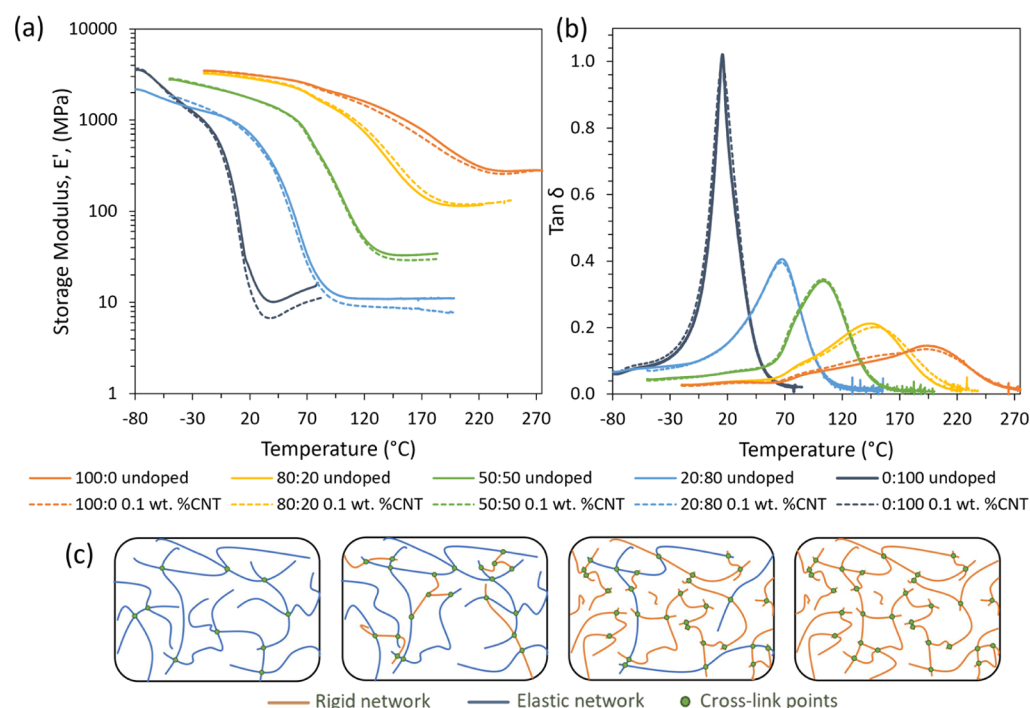 (a)
Storage Modulus, E', (MPa)
10000
1000
100
10
1
-80 -30 20 70 120 170 220 270
Temperature (°C)
(b)
Tan δ
1.0
0.8
0.6
0.4
0.2
0.0
-80 -30 20 70 120 170 220 270
Temperature (°C)
100:0 undoped 80:20 undoped 50:50 undoped 20:80 undoped 0:100 undoped
100:0 0.1 wt. %CNT 80:20 0.1 wt. %CNT 50:50 0.1 wt. %CNT 20:80 0.1 wt. %CNT 0:100 0.1 wt. %CNT
(c)
Rigid network Elastic network Cross-link points